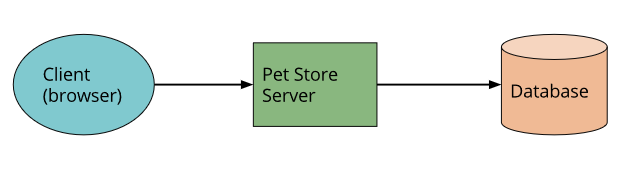 Client
(browser)
Pet Store
Server
Database